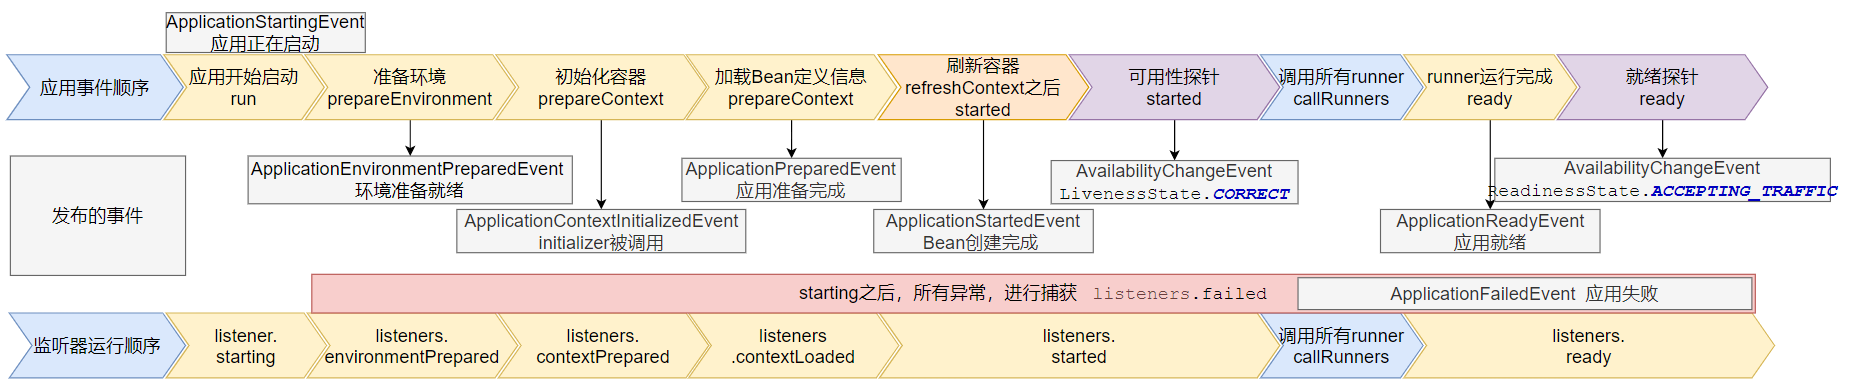 ApplicationStartingEvent
应用正在启动
应用事件顺序
应用开始启动
run
准备环境
prepareEnvironment
初始化容器
prepareContext
加载Bean定义信息
prepareContext
刷新容器
refreshContext之后
started
可用性探针
started
调用所有runner
callRunners
runner运行完成
ready
就绪探针
ready
发布的事件
ApplicationEnvironmentPreparedEvent
环境准备就绪
ApplicationContextInitializedEvent
initializer被调用
ApplicationPreparedEvent
应用准备完成
ApplicationStartedEvent
Bean创建完成
AvailabilityChangeEvent
LivenessState.CORRECT
ApplicationReadyEvent
应用就绪
AvailabilityChangeEvent
ReadinessState.ACCEPTING_TRAFFIC
starting之后，所有异常，进行捕获 listeners.failed
ApplicationFailedEvent 应用失败
监听器运行顺序
listener.
starting
listeners.
environmentPrepared
listeners.
contextPrepared
listeners
.contextLoaded
listeners.
started
调用所有runner
callRunners
listeners.
ready